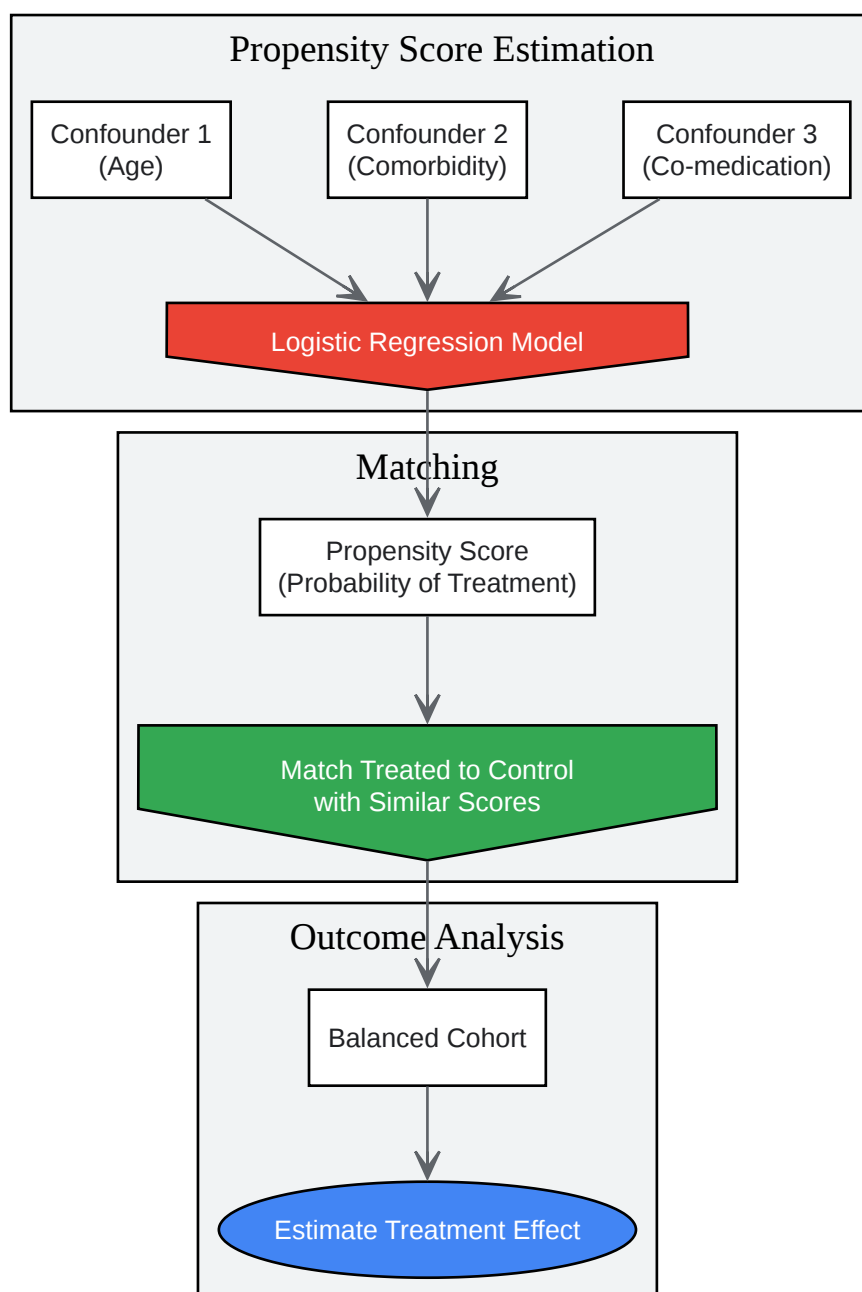 Propensity Score Estimation
Confounder 1
(Age)
Confounder 2
(Comorbidity)
Confounder 3
(Co-medication)
Logistic Regression Model
Matching
Propensity Score
(Probability of Treatment)
Match Treated to Control
with Similar Scores
Outcome Analysis
Balanced Cohort
Estimate Treatment Effect